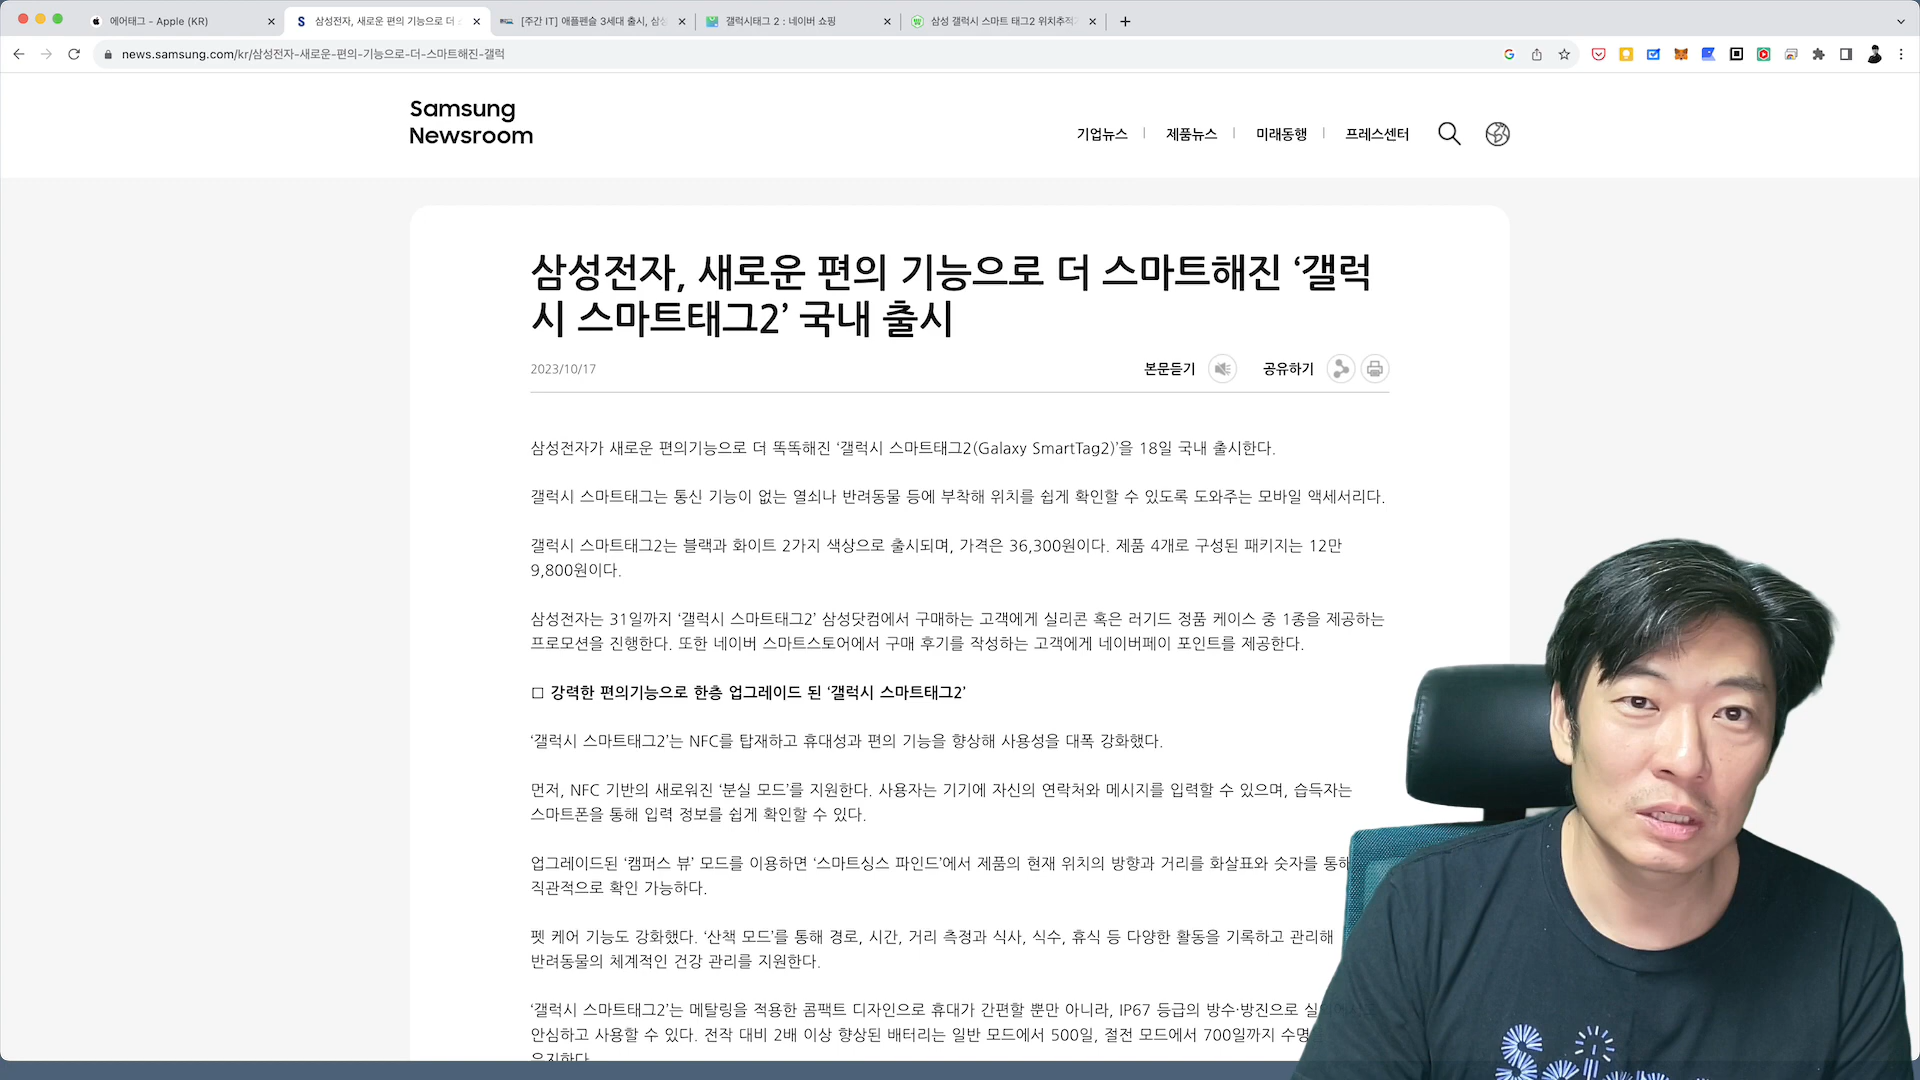 에어태그 - Apple (KR)
삼성전자, 새로운 편의 기능으로 더
[주간 IT] 애플펜슬 3세대 출시, 삼성
갤럭시태그 2 : 네이버 쇼핑
삼성 갤럭시 스마트 태그2 위치추적
news.samsung.com/kr/삼성전자-새로운-편의-기능으로-더-스마트해진-갤럭
Samsung
Newsroom
기업뉴스
제품뉴스
미래동행
프레스센터
삼성전자, 새로운 편의 기능으로 더 스마트해진 ‘갤럭
시 스마트태그2’ 국내 출시
2023/10/17
본문듣기
공유하기
삼성전자가 새로운 편의기능으로 더 똑똑해진 ‘갤럭시 스마트태그2(Galaxy SmartTag2)’을 18일 국내 출시한다.
갤럭시 스마트태그는 통신 기능이 없는 열쇠나 반려동물 등에 부착해 위치를 쉽게 확인할 수 있도록 도와주는 모바일 액세서리다.
갤럭시 스마트태그2는 블랙과 화이트 2가지 색상으로 출시되며, 가격은 36,300원이다. 제품 4개로 구성된 패키지는 12만
9,800원이다.
삼성전자는 31일까지 ‘갤럭시 스마트태그2’ 삼성닷컴에서 구매하는 고객에게 실리콘 혹은 러기드 정품 케이스 중 1종을 제공하는
프로모션을 진행한다. 또한 네이버 스마트스토어에서 구매 후기를 작성하는 고객에게 네이버페이 포인트를 제공한다.
□ 강력한 편의기능으로 한층 업그레이드 된 ‘갤럭시 스마트태그2’
‘갤럭시 스마트태그2’는 NFC를 탑재하고 휴대성과 편의 기능을 향상해 사용성을 대폭 강화했다.
먼저, NFC 기반의 새로워진 ‘분실 모드’를 지원한다. 사용자는 기기에 자신의 연락처와 메시지를 입력할 수 있으며, 습득자는
스마트폰을 통해 입력 정보를 쉽게 확인할 수 있다.
업그레이드된 ‘캠퍼스 뷰’ 모드를 이용하면 ‘스마트싱스 파인드’에서 제품의 현재 위치의 방향과 거리를 화살표와 숫자를 통해
직관적으로 확인 가능하다.
펫 케어 기능도 강화했다. ‘산책 모드’를 통해 경로, 시간, 거리 측정과 식사, 식수, 휴식 등 다양한 활동을 기록하고 관리해
반려동물의 체계적인 건강 관리를 지원한다.
‘갤럭시 스마트태그2’는 메탈링을 적용한 콤팩트 디자인으로 휴대가 간편할 뿐만 아니라, IP67 등급의 방수·방진으로
안심하고 사용할 수 있다. 전작 대비 2배 이상 향상된 배터리는 일반 모드에서 500일, 절전 모드에서 700일까지 수명
유지한다